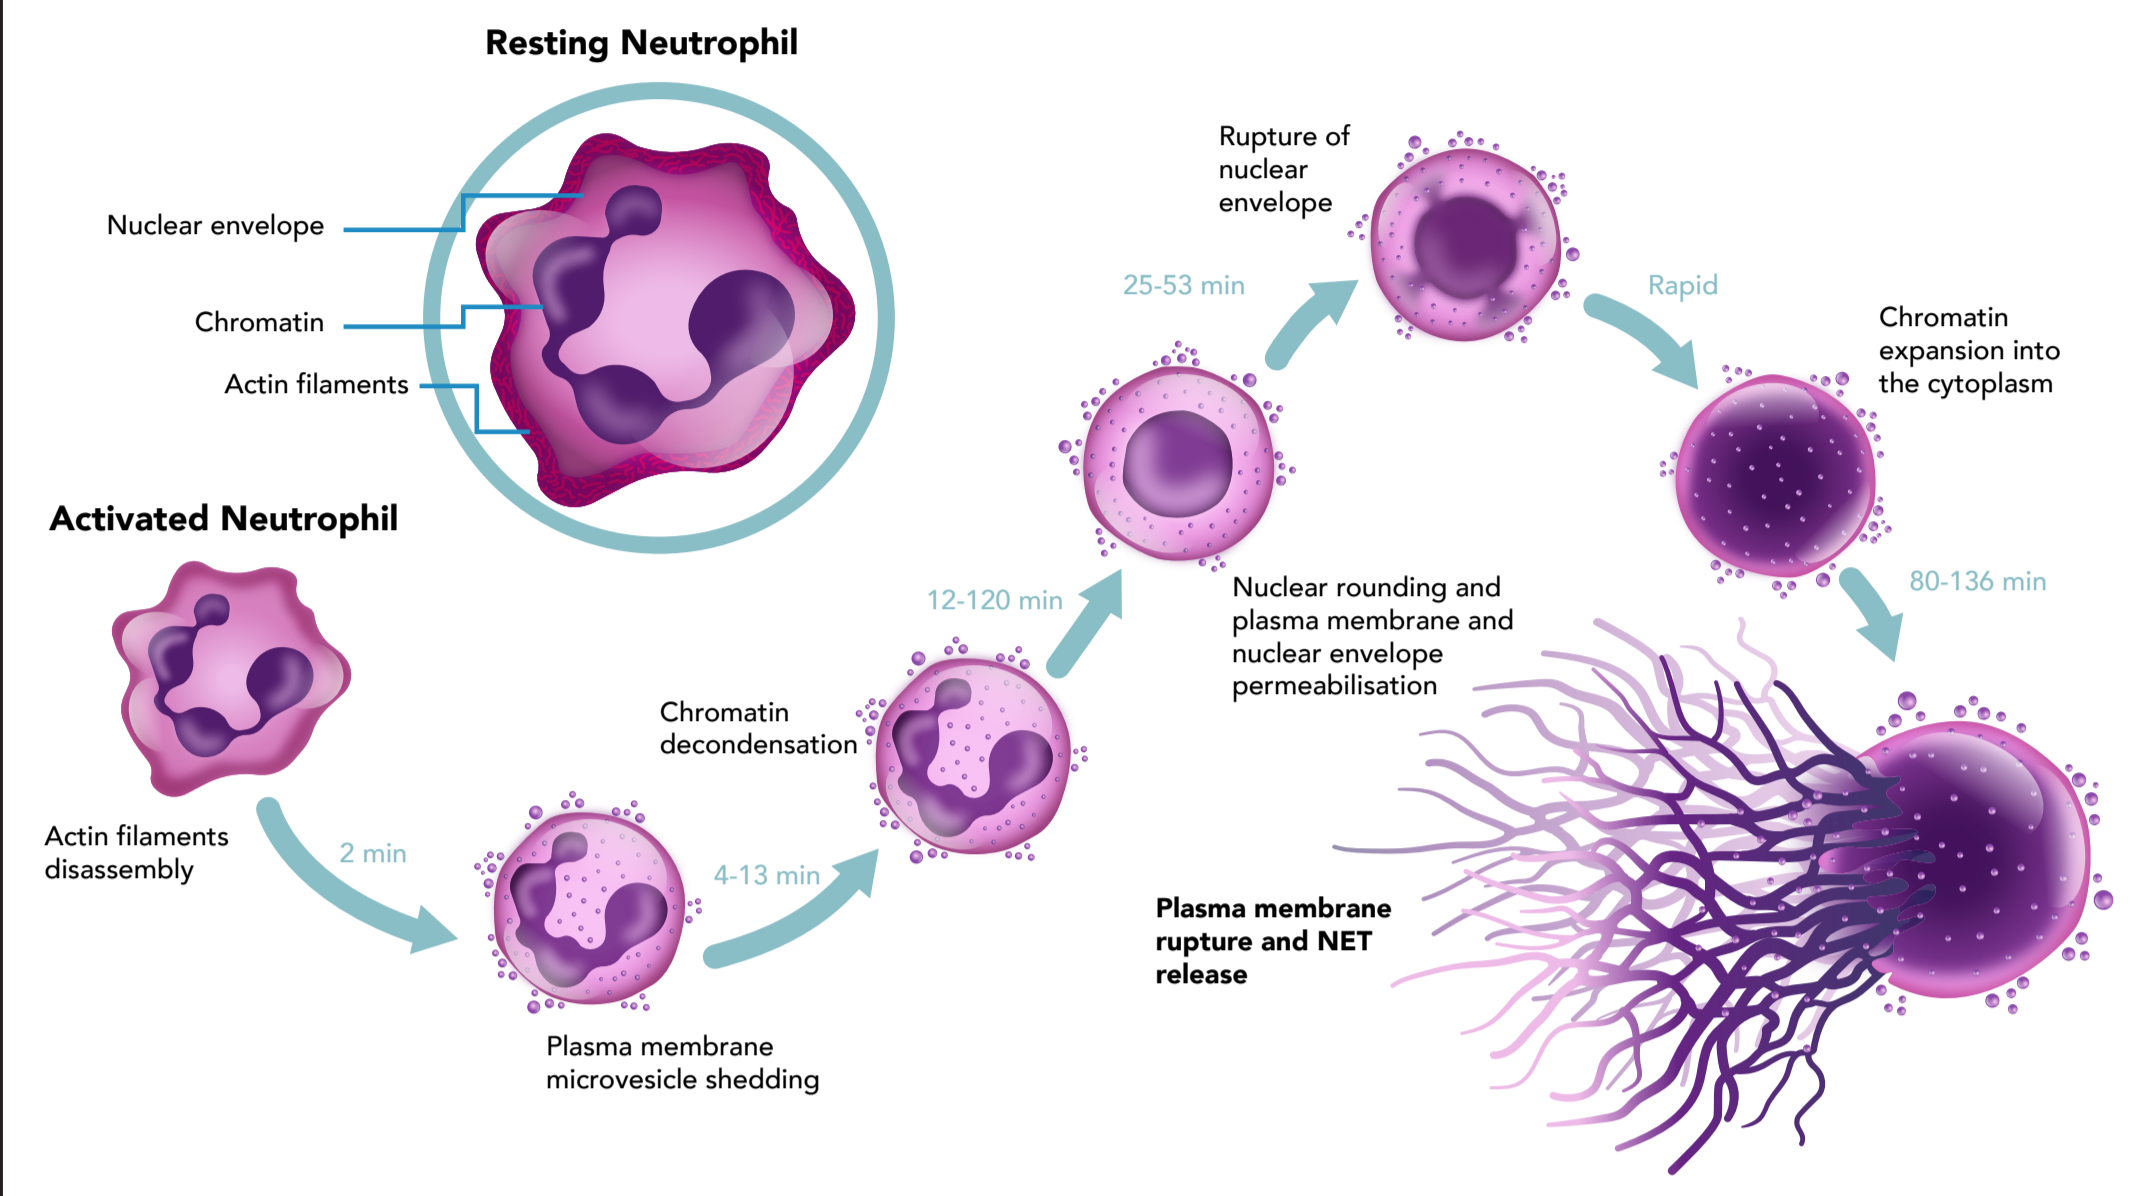 Resting Neutrophil
Nuclear envelope
Chromatin
Actin filaments
Activated Neutrophil
Actin filaments
disassembly
2 min
Plasma membrane
microvesicle shedding
4-13 min
Chromatin
decondensation
12-120 min
Nuclear rounding and
plasma membrane and
nuclear envelope
permeabilisation
25-53 min
Rupture of
nuclear
envelope
Rapid
Chromatin
expansion into
the cytoplasm
80-136 min
Plasma membrane
rupture and NET
release